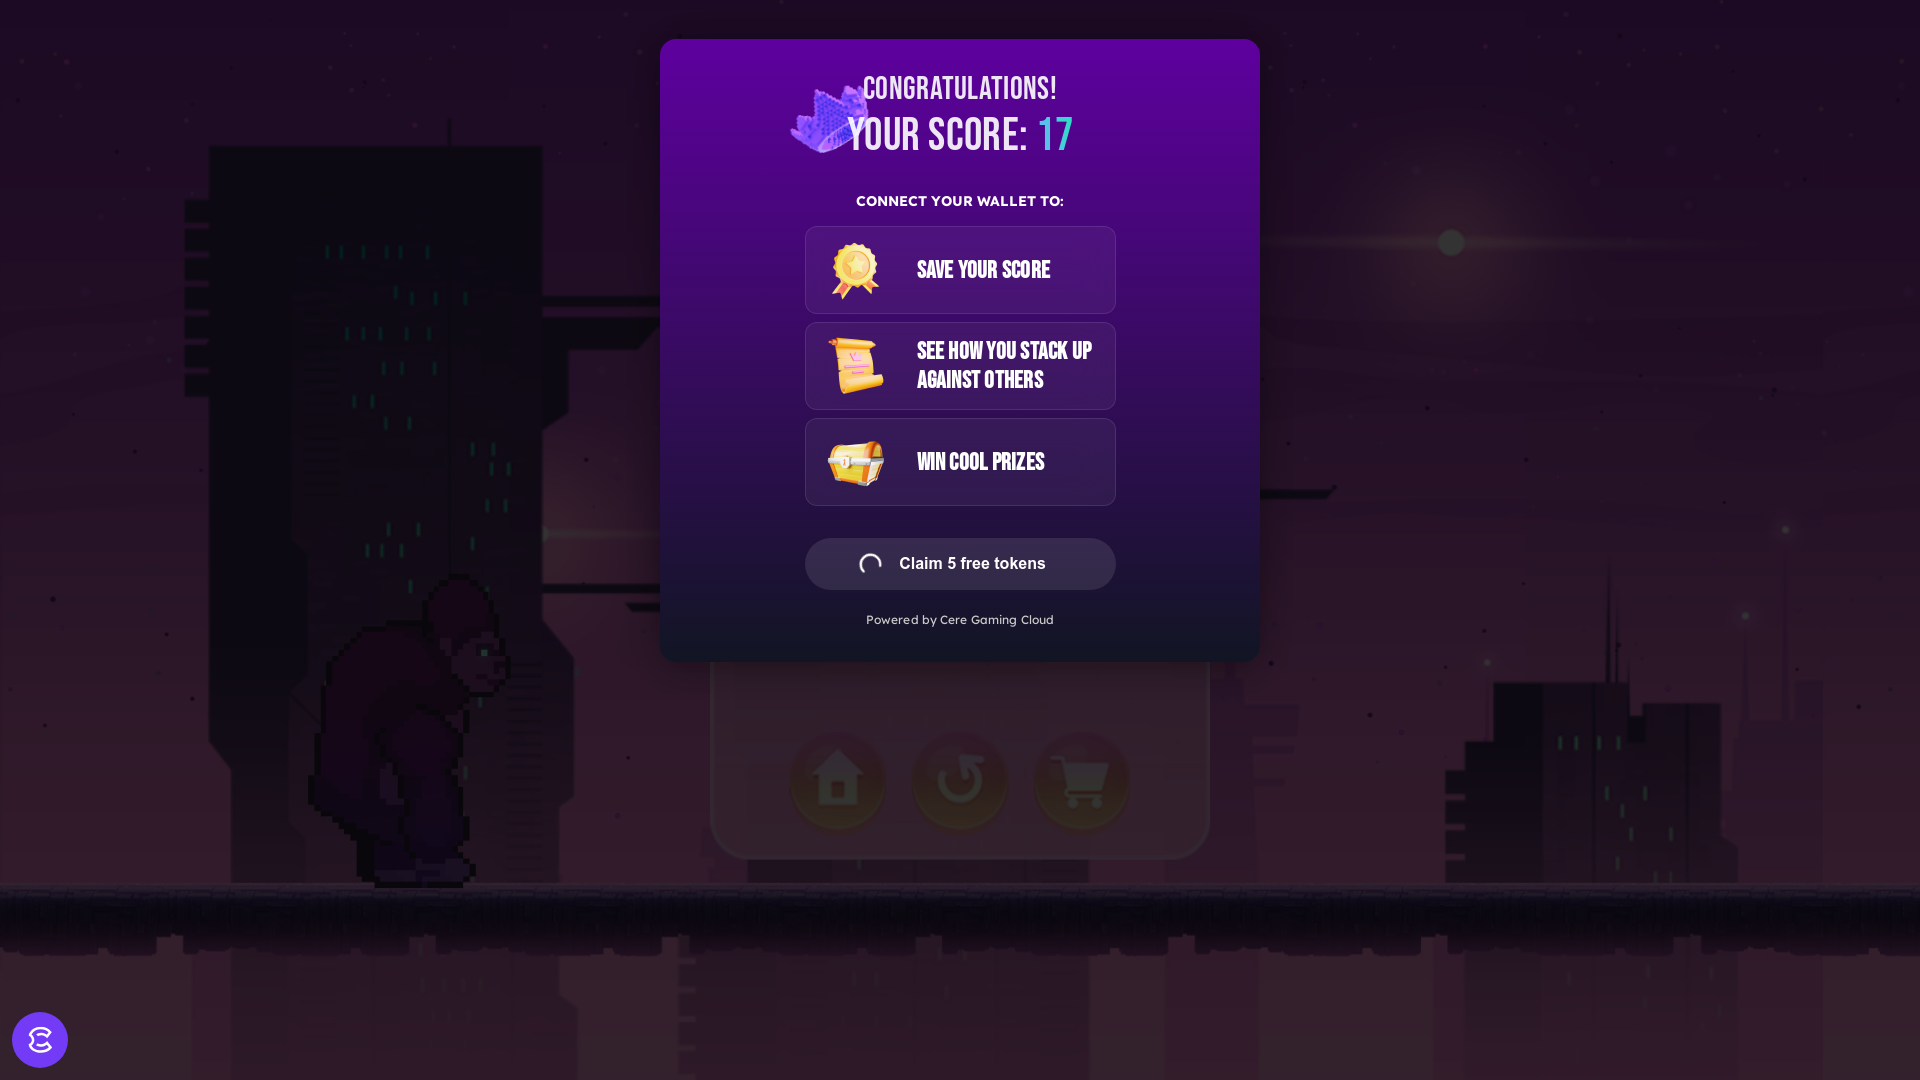 CONGRATULATIONS!
YOUR SCORE: 17
CONNECT YOUR WALLET TO:
SAVE YOUR SCORE
SEE HOW YOU STACK UP
AGAINST OTHERS
WIN COOL PRIZES
Claim 5 free tokens
Powered by Cere Gaming Cloud